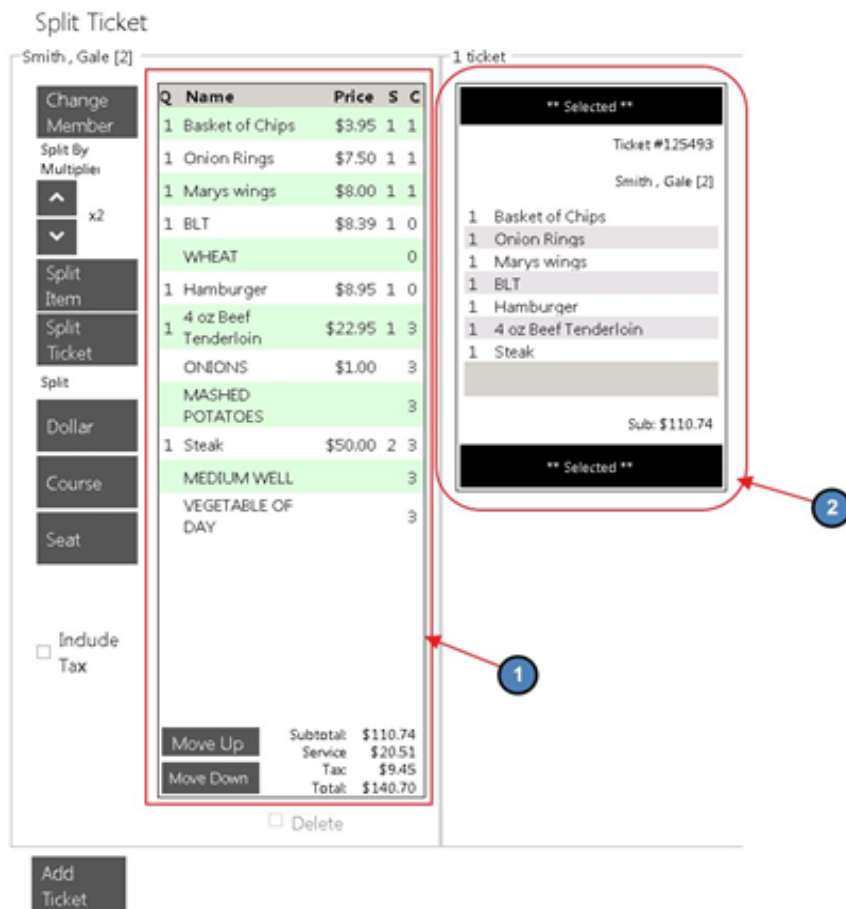 Split Ticket
Smith , Gale [2]
1 ticket
Change
Member
Split By
Multiplier
x2
Split
Item
Split
Ticket
Split
Dollar
Course
Seat
Include
Tax
Q Name Price S C
1 Basket of Chips $3.95 1 1
1 Onion Rings $7.50 1 1
1 Marys wings $8.00 1 1
1 BLT $8.39 1 0
WHEAT 0
1 Hamburger $8.95 1 0
1 4 oz Beef Tenderloin $22.95 1 3
ONIONS $1.00 3
MASHED
POTATOES 3
1 Steak $50.00 2 3
MEDIUM WELL 3
VEGETABLE OF
DAY 3
Move Up
Move Down
Subtotal: $110.74
Service $20.51
Tax: $9.45
Total: $140.70
Delete
Add
Ticket
** Selected **
Ticket #125493
Smith , Gale [2]
1 Basket of Chips
1 Onion Rings
1 Marys wings
1 BLT
1 Hamburger
1 4 oz Beef Tenderloin
1 Steak
Sub: $110.74
** Selected **
1
2